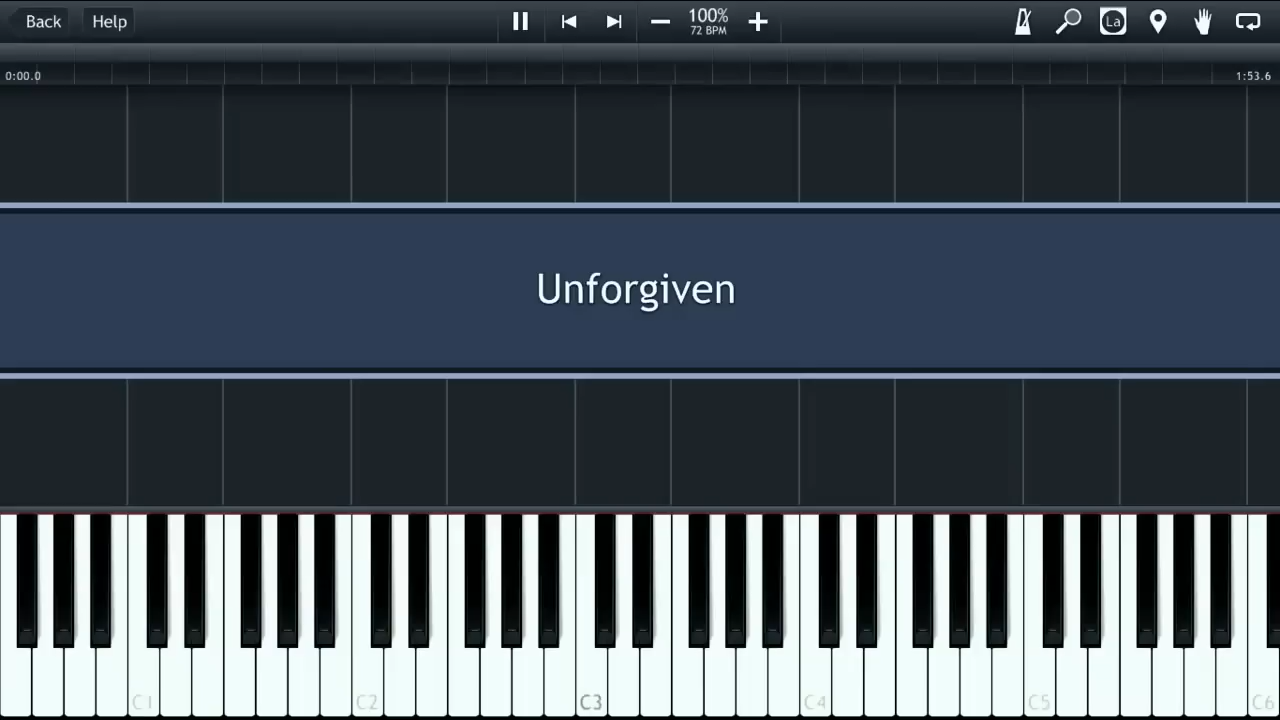 Back Help 100% La
72 BPM
0:00.0 1:53.6
Unforgiven
C1 C2 C3 C4 C5 C6